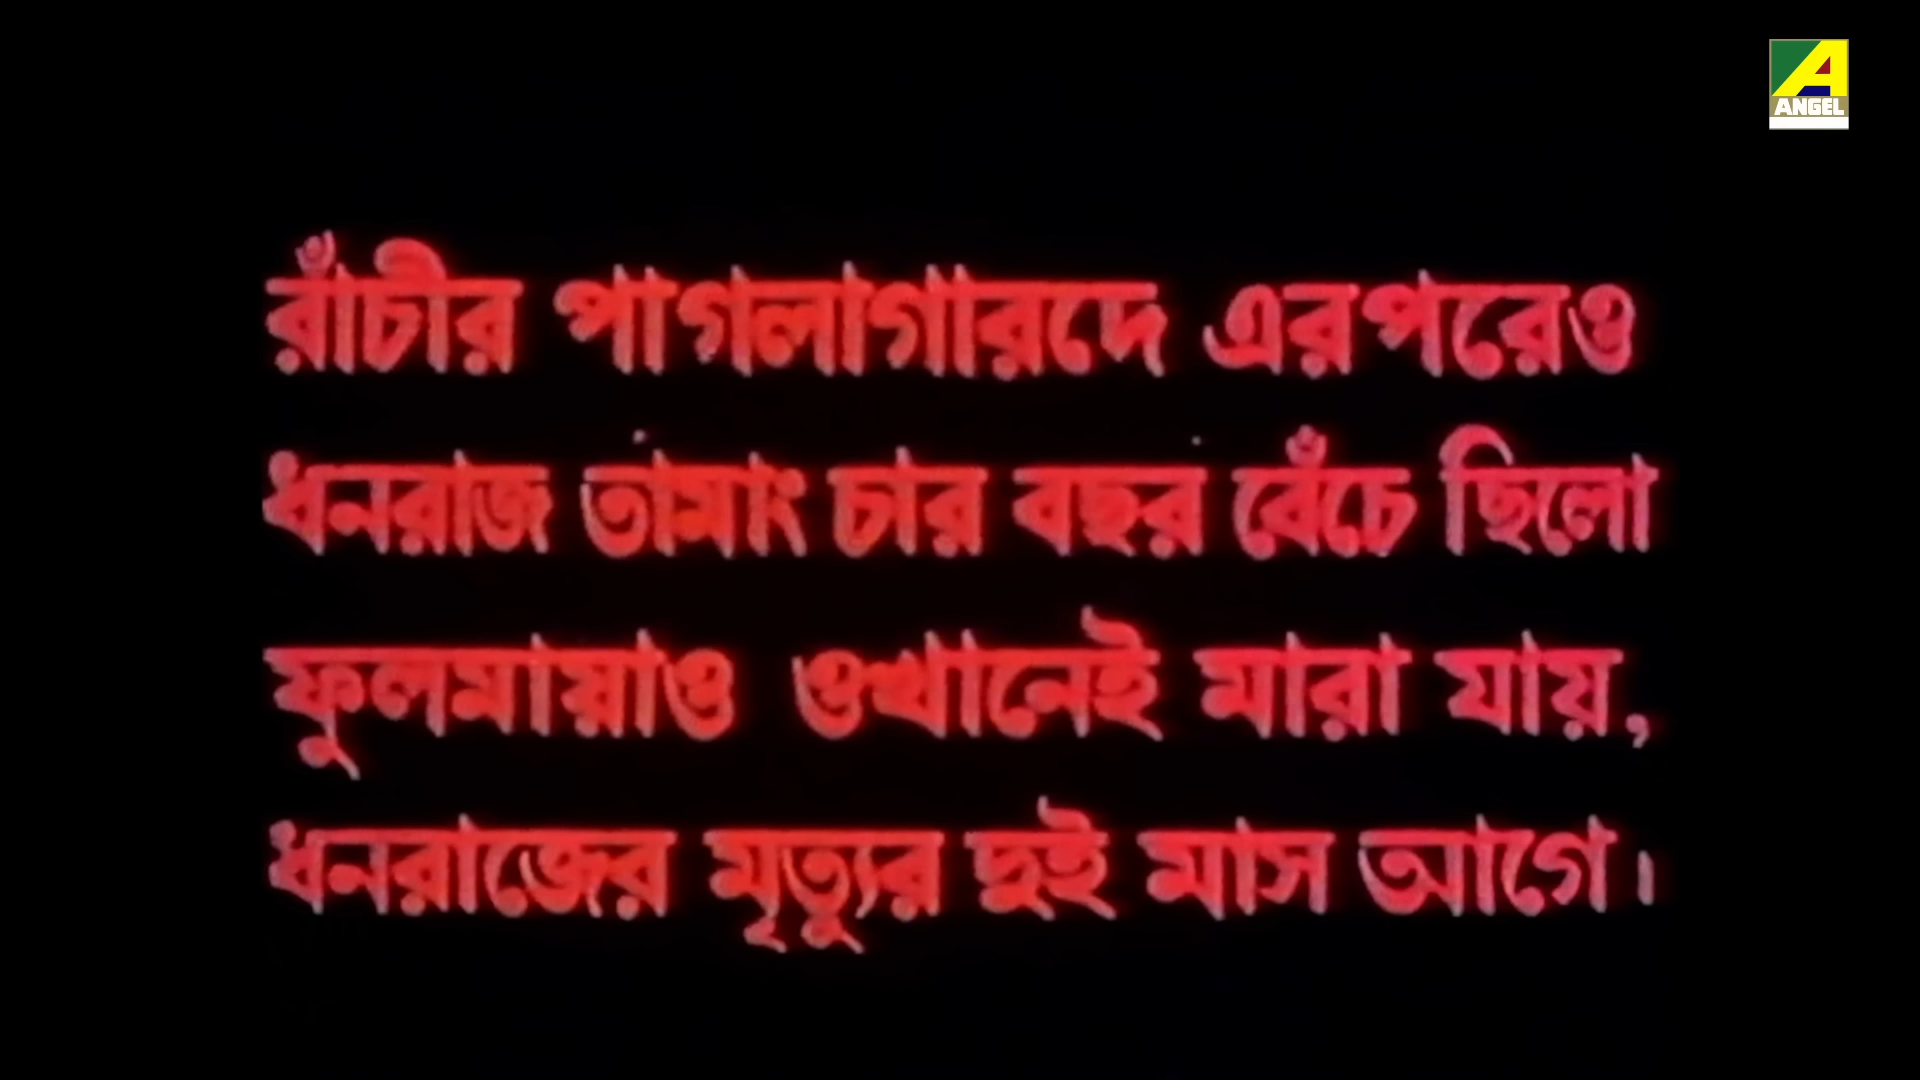 ANGEL
রাঁচীর পাগলাগারদে এরপরেও
ধনরাজ তামাং চার বছর বেঁচে ছিলো
ফুলমায়াও ওখানেই মারা যায়,
ধনরাজের মৃত্যুর দুই মাস আগে।